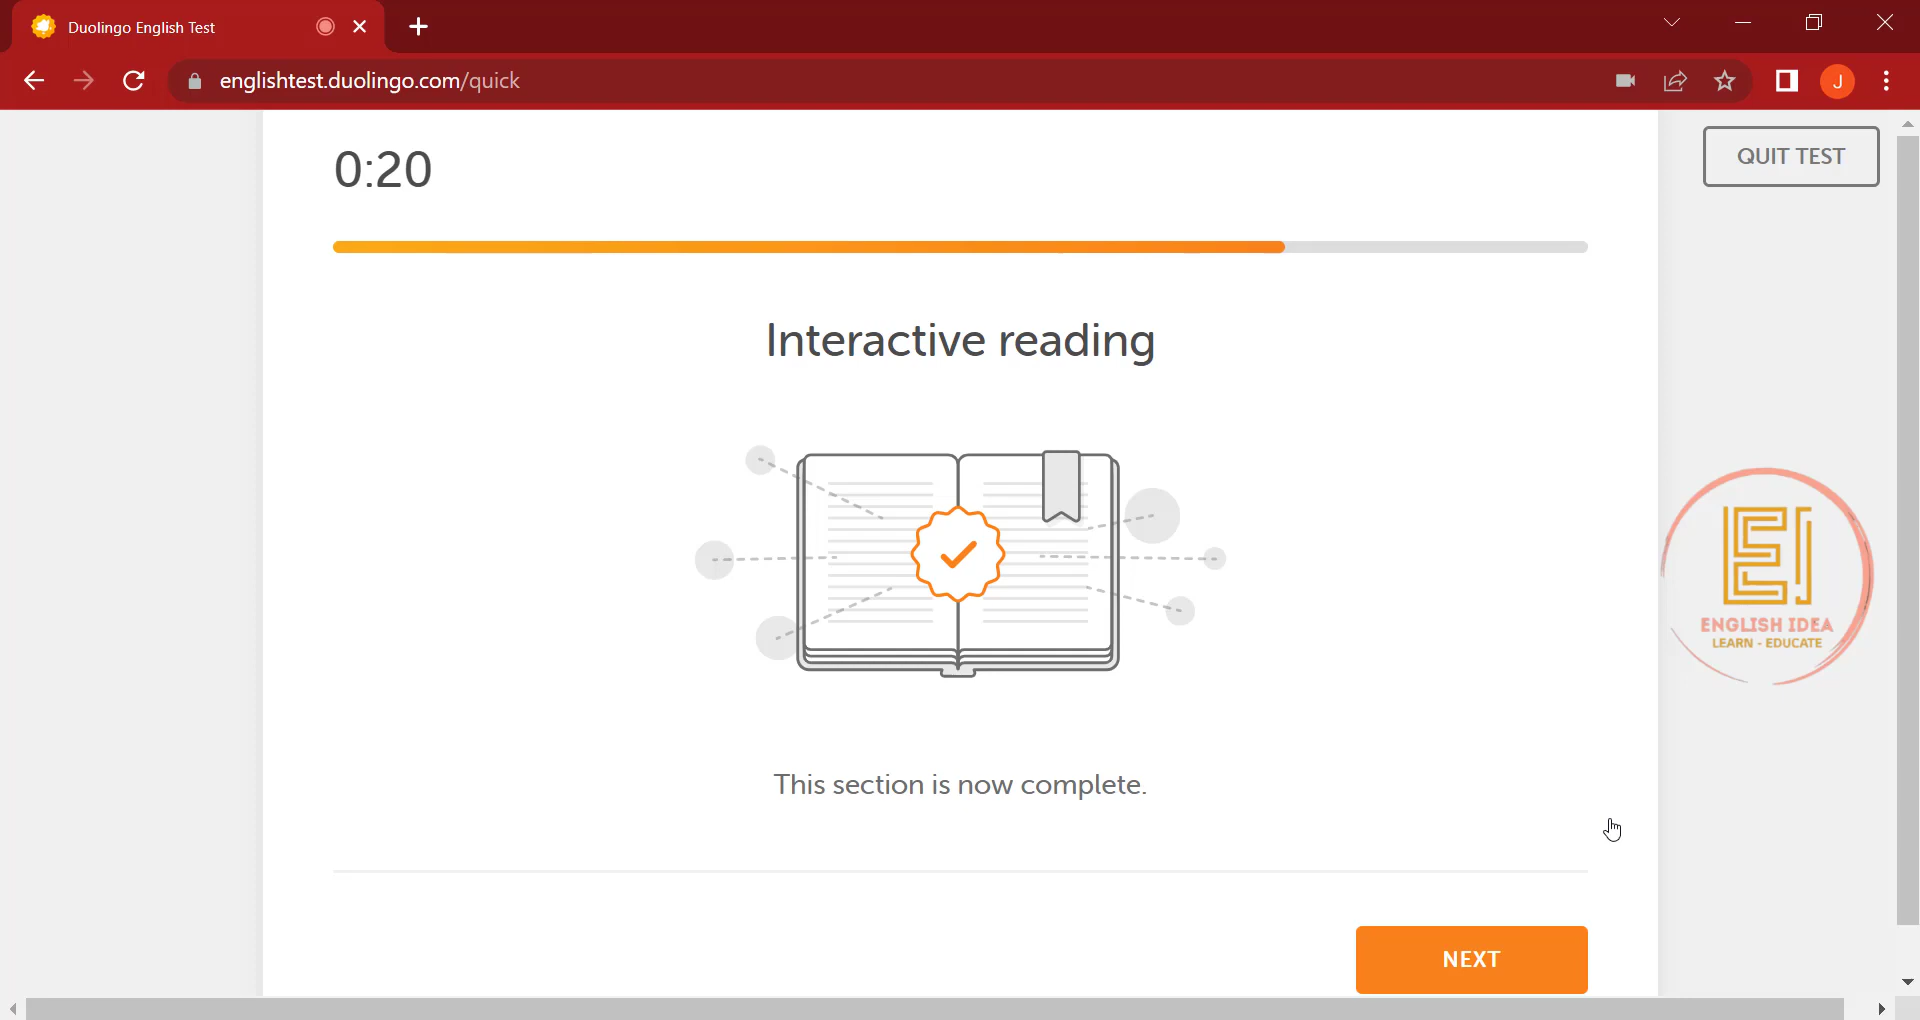 Duolingo English Test
englishtest.duolingo.com/quick
J
0:20
QUIT TEST
Interactive reading
EI
ENGLISH IDEA
LEARN - EDUCATE
This section is now complete.
NEXT